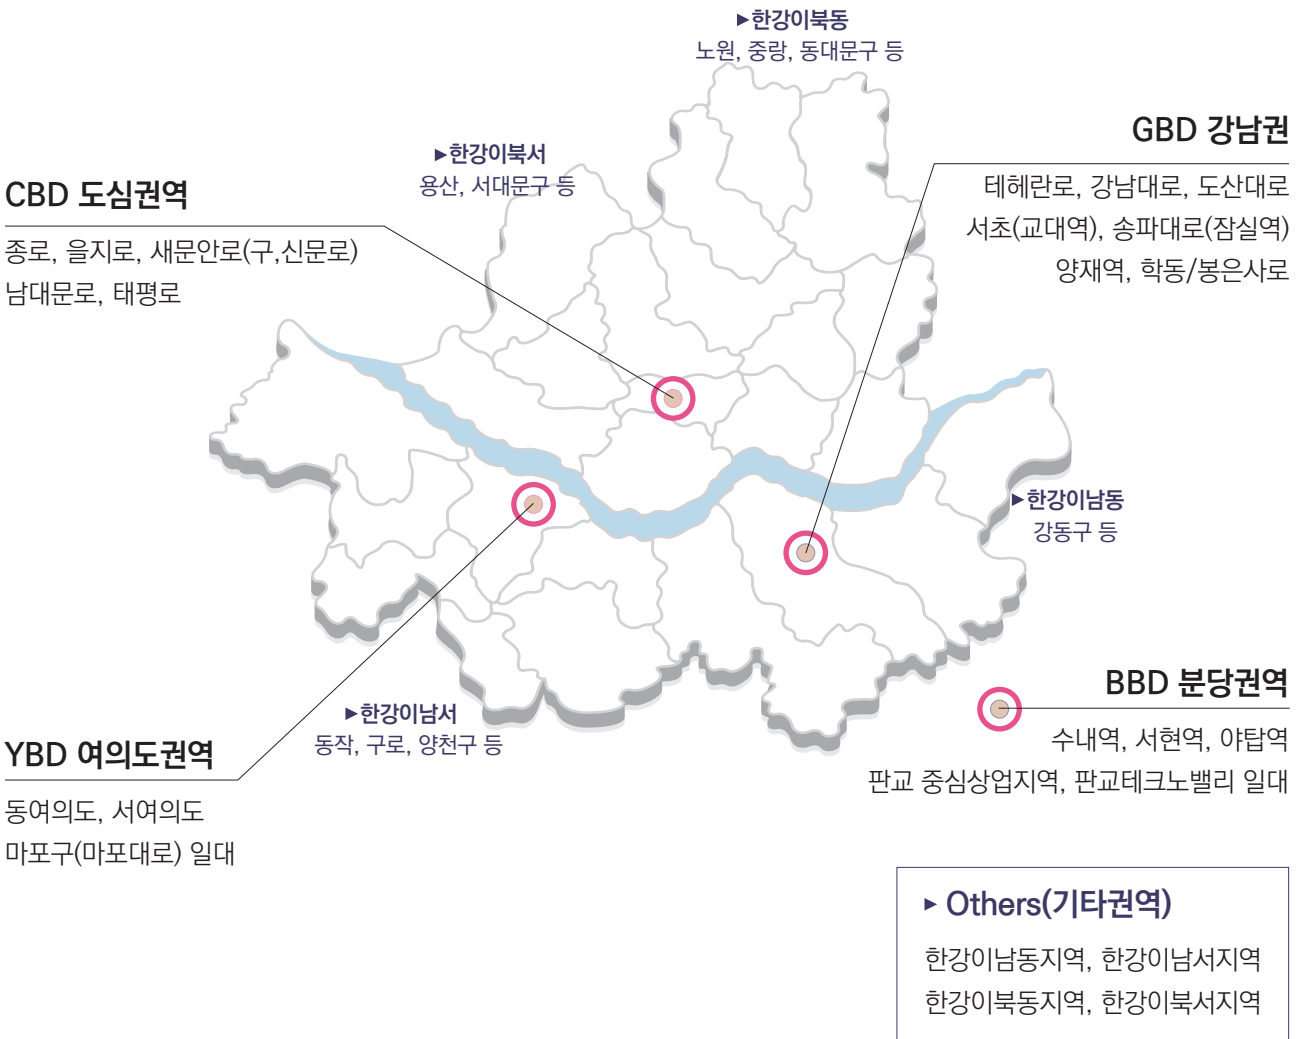 ▸한강이북동
노원, 중랑, 동대문구 등
▸한강이북서
용산, 서대문구 등
CBD 도심권역
종로, 을지로, 새문안로(구,신문로)
남대문로, 태평로
GBD 강남권
테헤란로, 강남대로, 도산대로
서초(교대역), 송파대로(잠실역)
양재역, 학동/봉은사로
▸한강이남동
강동구 등
▸한강이남서
동작, 구로, 양천구 등
YBD 여의도권역
동여의도, 서여의도
마포구(마포대로) 일대
BBD 분당권역
수내역, 서현역, 야탑역
판교 중심상업지역, 판교테크노밸리 일대
▸ Others(기타권역)
한강이남동지역, 한강이남서지역
한강이북동지역, 한강이북서지역